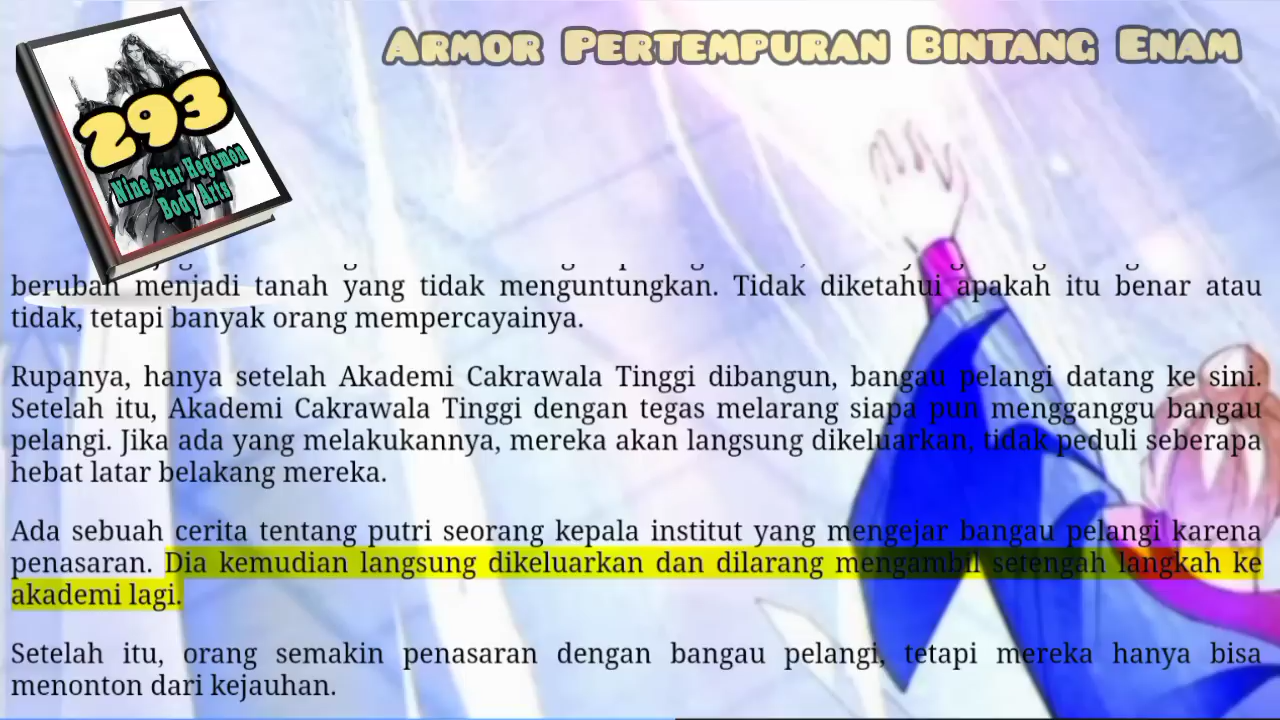 Armor Pertempuran Bintang Enam
293
Nine Star Hegemon
Body Arts
berubah menjadi tanah yang tidak menguntungkan. Tidak diketahui apakah itu benar atau
tidak, tetapi banyak orang mempercayainya.
Rupanya, hanya setelah Akademi Cakrawala Tinggi dibangun, bangau pelangi datang ke sini.
Setelah itu, Akademi Cakrawala Tinggi dengan tegas melarang siapa pun mengganggu bangau
pelangi. Jika ada yang melakukannya, mereka akan langsung dikeluarkan, tidak peduli seberapa
hebat latar belakang mereka.
Ada sebuah cerita tentang putri seorang kepala institut yang mengejar bangau pelangi karena
penasaran. Dia kemudian langsung dikeluarkan dan dilarang mengambil setengah langkah ke
akademi lagi.
Setelah itu, orang semakin penasaran dengan bangau pelangi, tetapi mereka hanya bisa
menonton dari kejauhan.